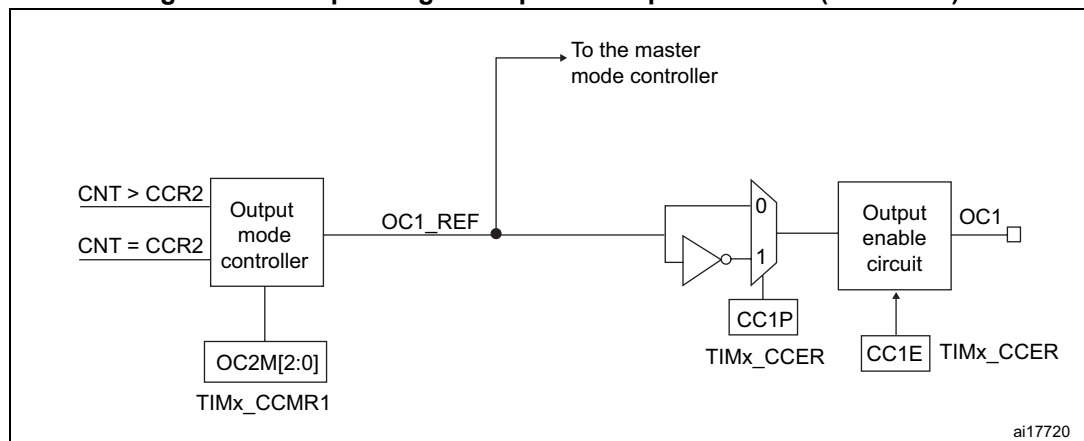 To the master
mode controller
CNT > CCR2
CNT = CCR2
Output
mode
controller
OC1_REF
0
1
Output
enable
circuit
OC1
OC2M[2:0]
TIMx_CCMR1
CC1P
TIMx_CCER
CC1E
TIMx_CCER
ai17720